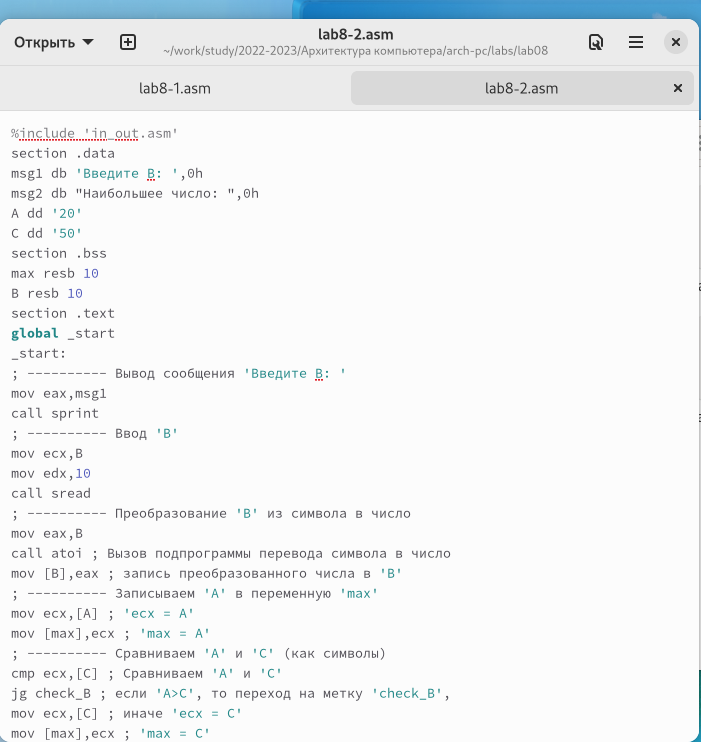 Открыть
lab8-2.asm
~/work/study/2022-2023/Архитектура компьютера/arch-pc/labs/lab08
lab8-1.asm
lab8-2.asm
%include 'in_out.asm'
section .data
msg1 db 'Введите B: ',0h
msg2 db "Наибольшее число: ",0h
A dd '20'
C dd '50'
section .bss
max resb 10
B resb 10
section .text
global _start
_start:
; ---------- Вывод сообщения 'Введите B: '
mov eax,msg1
call sprint
; ---------- Ввод 'B'
mov ecx,B
mov edx,10
call sread
; ---------- Преобразование 'B' из символа в число
mov eax,B
call atoi ; Вызов подпрограммы перевода символа в число
mov [B],eax ; запись преобразованного числа в 'B'
; ---------- Записываем 'A' в переменную 'max'
mov ecx,[A] ; 'ecx = A'
mov [max],ecx ; 'max = A'
; ---------- Сравниваем 'A' и 'С' (как символы)
cmp ecx,[C] ; Сравниваем 'A' и 'С'
jg check_B ; если 'A>C', то переход на метку 'check_B',
mov ecx,[C] ; иначе 'ecx = C'
mov [max],ecx ; 'max = C'